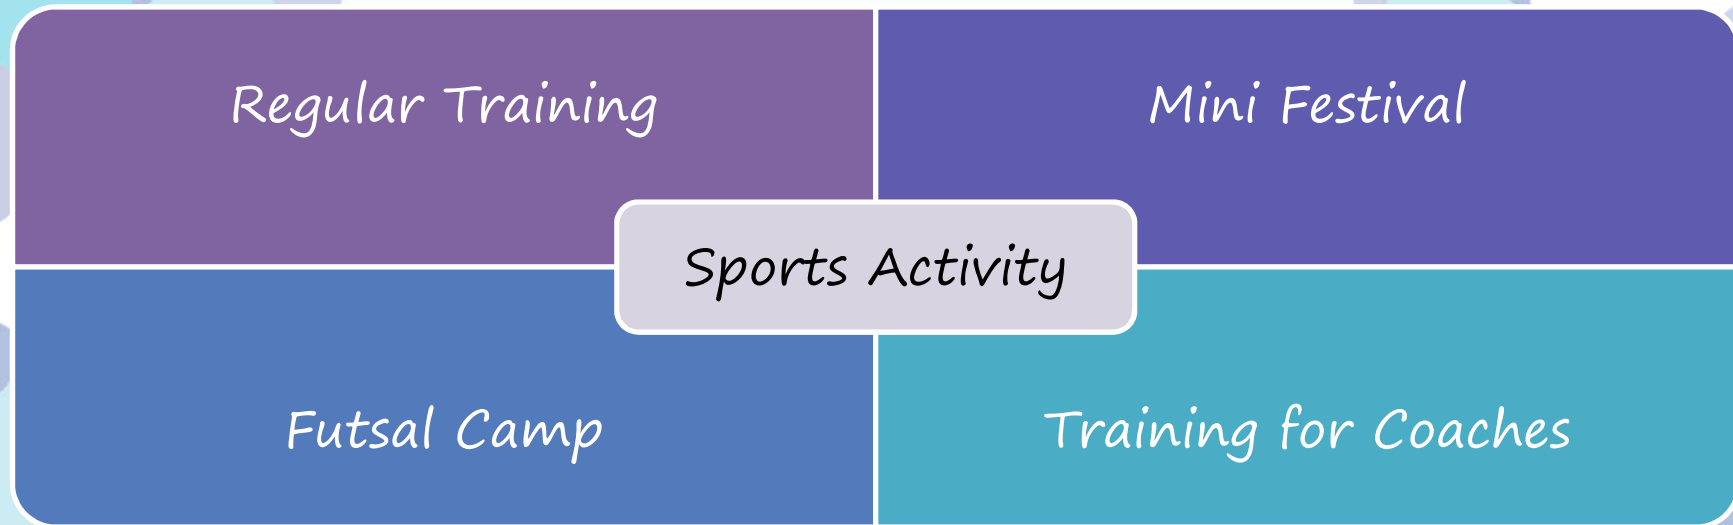 Regular Training
Mini Festival
Sports Activity
Futsal Camp
Training for Coaches